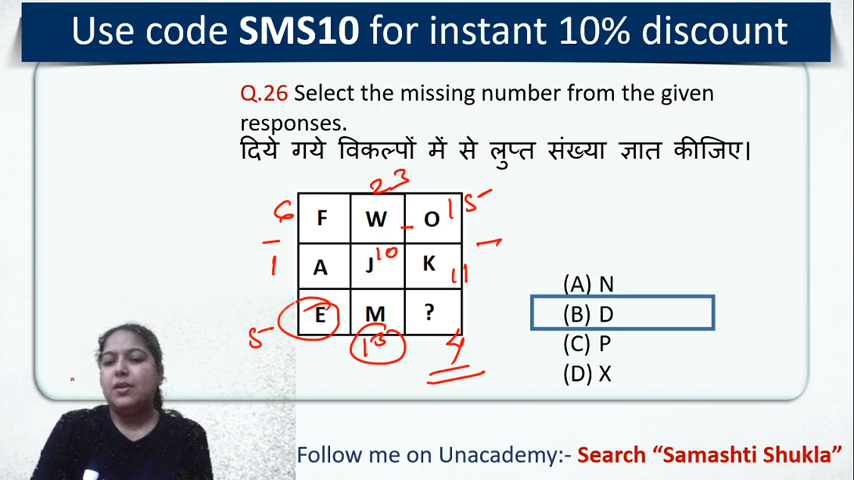 Use code SMS10 for instant 10% discount
Q.26 Select the missing number from the given
responses.
दिये गये विकल्पों में से लुप्त संख्या ज्ञात कीजिए।
23
6 F W - O 15
1 A J 10 K 11
5 E M ?
13 4
(A) N
(B) D
(C) P
(D) X
Follow me on Unacademy:- Search “Samashti Shukla”